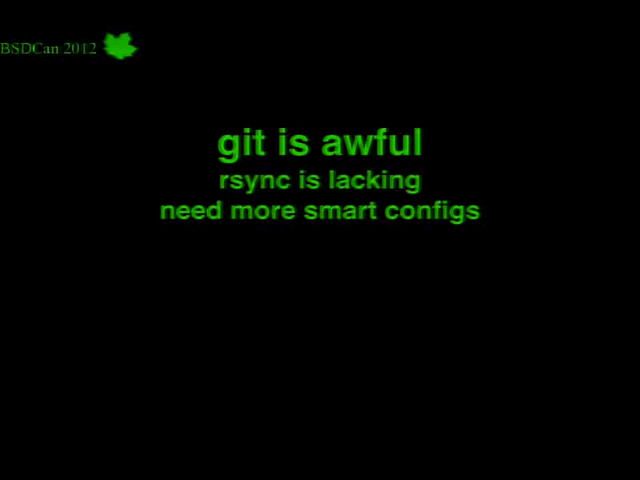 BSDCan 2012
git is awful
rsync is lacking
need more smart configs